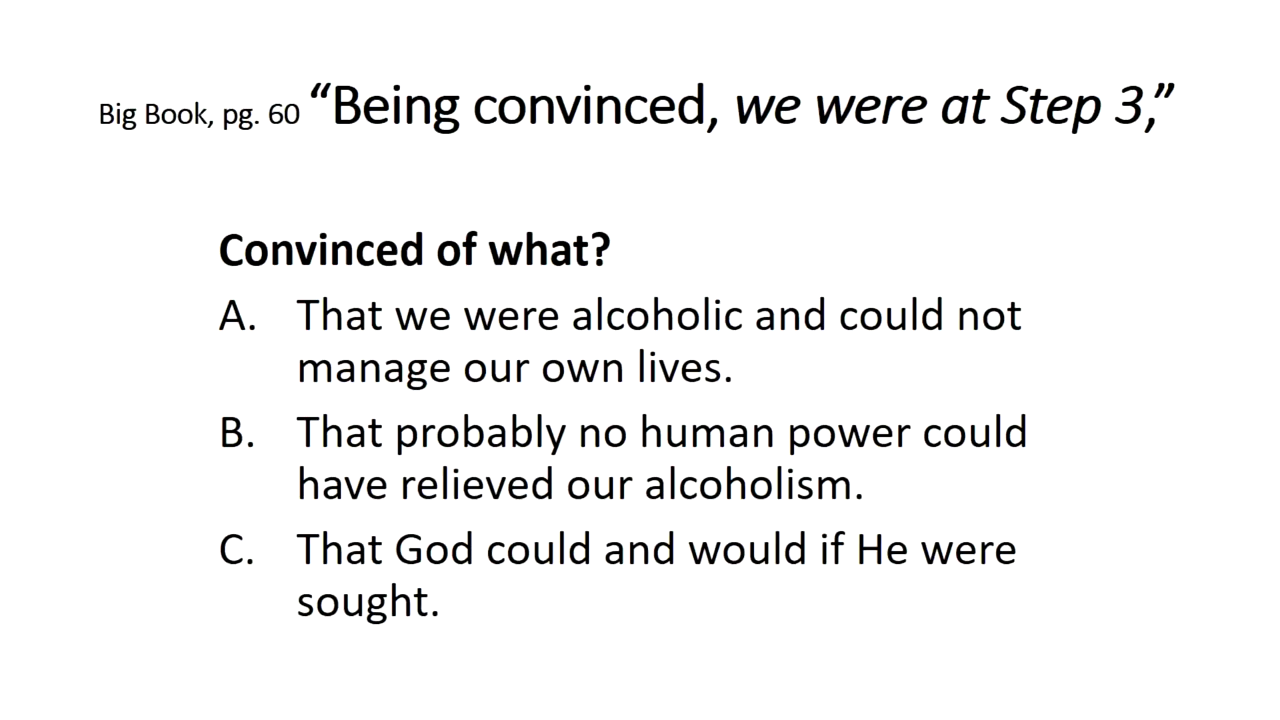 Big Book, pg. 60 “Being convinced, we were at Step 3,”
Convinced of what?
A. That we were alcoholic and could not
manage our own lives.
B. That probably no human power could
have relieved our alcoholism.
C. That God could and would if He were
sought.